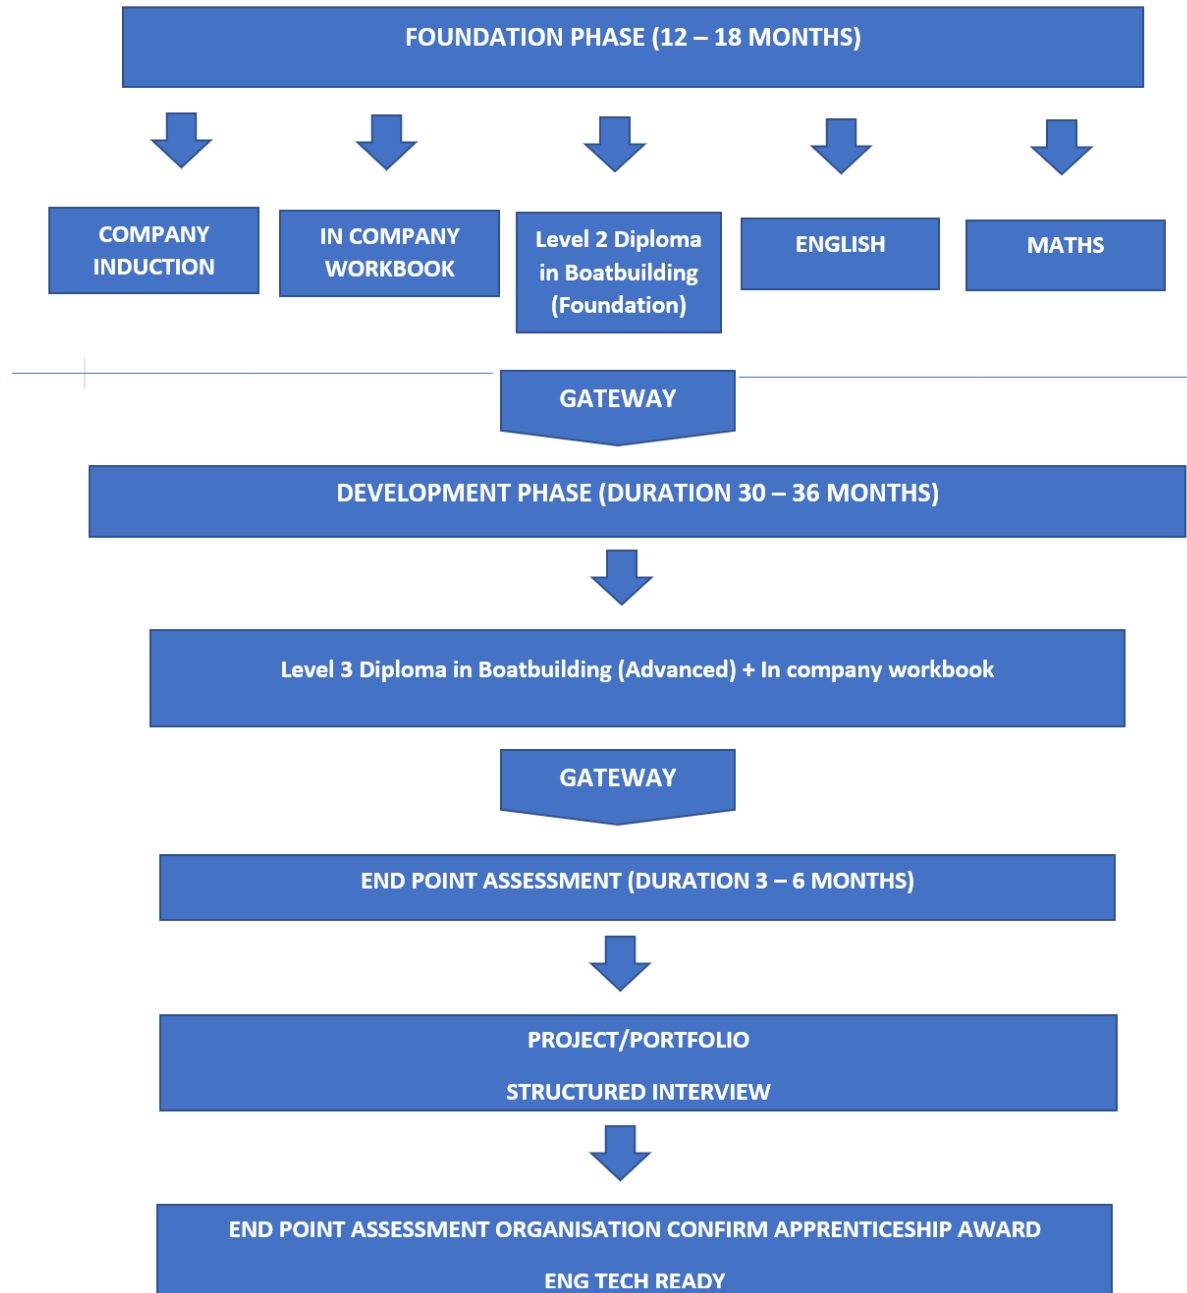 FOUNDATION PHASE (12 – 18 MONTHS)
COMPANY
INDUCTION
IN COMPANY
WORKBOOK
Level 2 Diploma
in Boatbuilding
(Foundation)
ENGLISH
MATHS
GATEWAY
DEVELOPMENT PHASE (DURATION 30 – 36 MONTHS)
Level 3 Diploma in Boatbuilding (Advanced) + In company workbook
GATEWAY
END POINT ASSESSMENT (DURATION 3 – 6 MONTHS)
PROJECT/PORTFOLIO
STRUCTURED INTERVIEW
END POINT ASSESSMENT ORGANISATION CONFIRM APPRENTICESHIP AWARD
ENG TECH READY